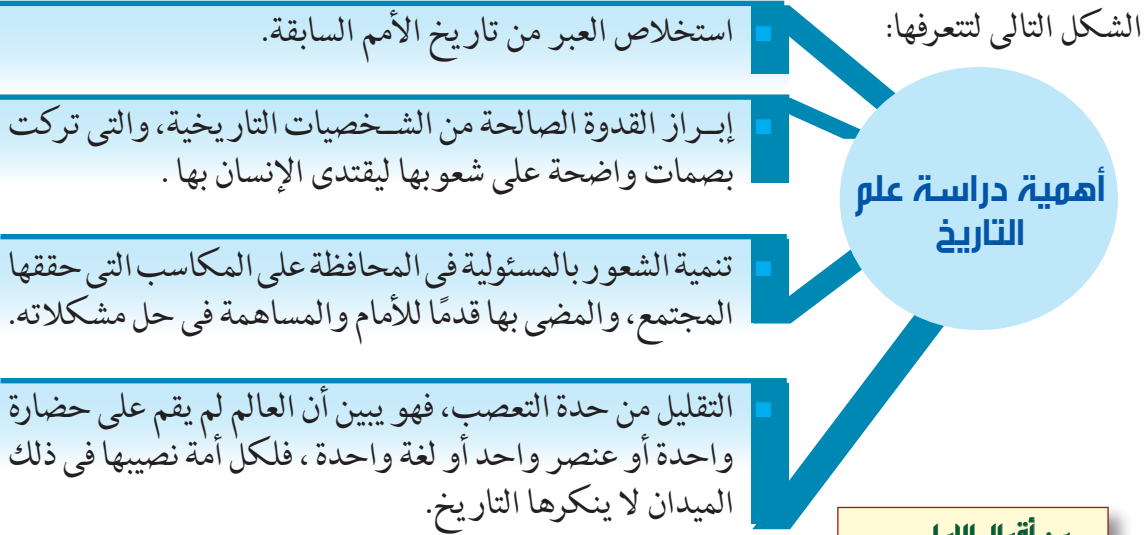 الشكل التالى لتتعرفها:
أهمية دراسة علم
التاريخ
استخلاص العبر من تاريخ الأمم السابقة.
إبراز القدوة الصالحة من الشخصيات التاريخية، والتى تركت
بصمات واضحة على شعوبها ليقتدى الإنسان بها .
تنمية الشعور بالمسئولية فى المحافظة على المكاسب التى حققها
المجتمع، والمضى بها قدمًا للأمام والمساهمة فى حل مشكلاته.
التقليل من حدة التعصب، فهو يبين أن العالم لم يقم على حضارة
واحدة أو عنصر واحد أو لغة واحدة ، فلكل أمة نصيبها فى ذلك
الميدان لا ينكرها التاريخ.